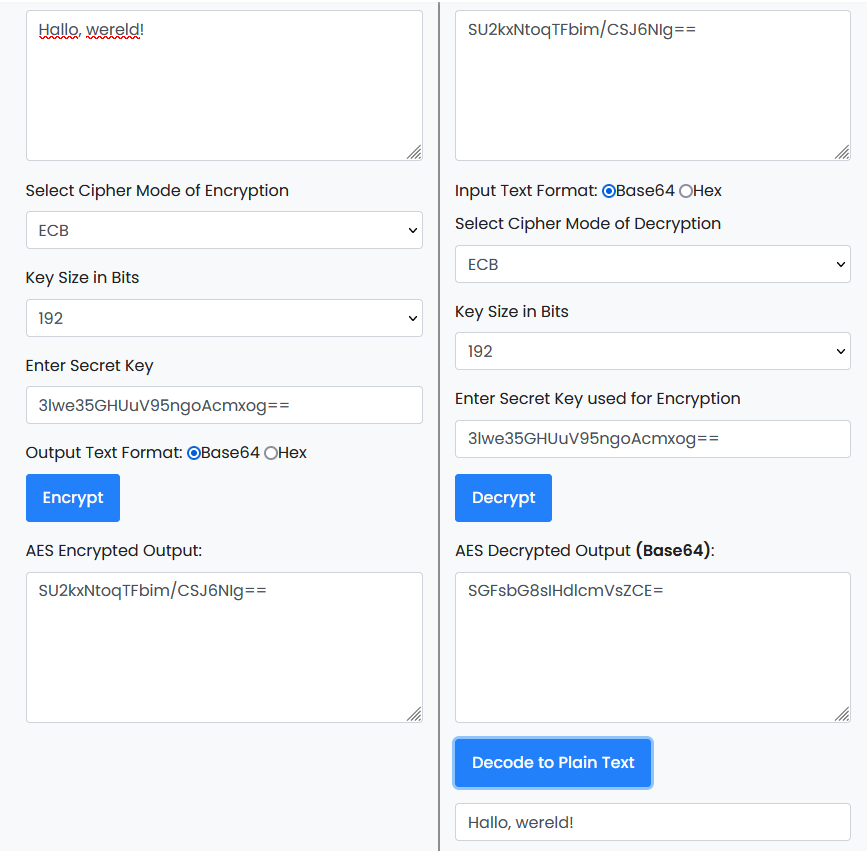 Hallo, wereld!
Select Cipher Mode of Encryption
ECB
Key Size in Bits
192
Enter Secret Key
3lwe35GHUuV95ngoAcmxog==
Output Text Format: Base64 Hex
Encrypt
AES Encrypted Output:
SU2kxNtoqTFbim/CSJ6NIg==
SU2kxNtoqTFbim/CSJ6NIg==
Input Text Format: Base64 Hex
Select Cipher Mode of Decryption
ECB
Key Size in Bits
192
Enter Secret Key used for Encryption
3lwe35GHUuV95ngoAcmxog==
Decrypt
AES Decrypted Output (Base64):
SGFsbG8sIHdlcmVsZCE=
Decode to Plain Text
Hallo, wereld!